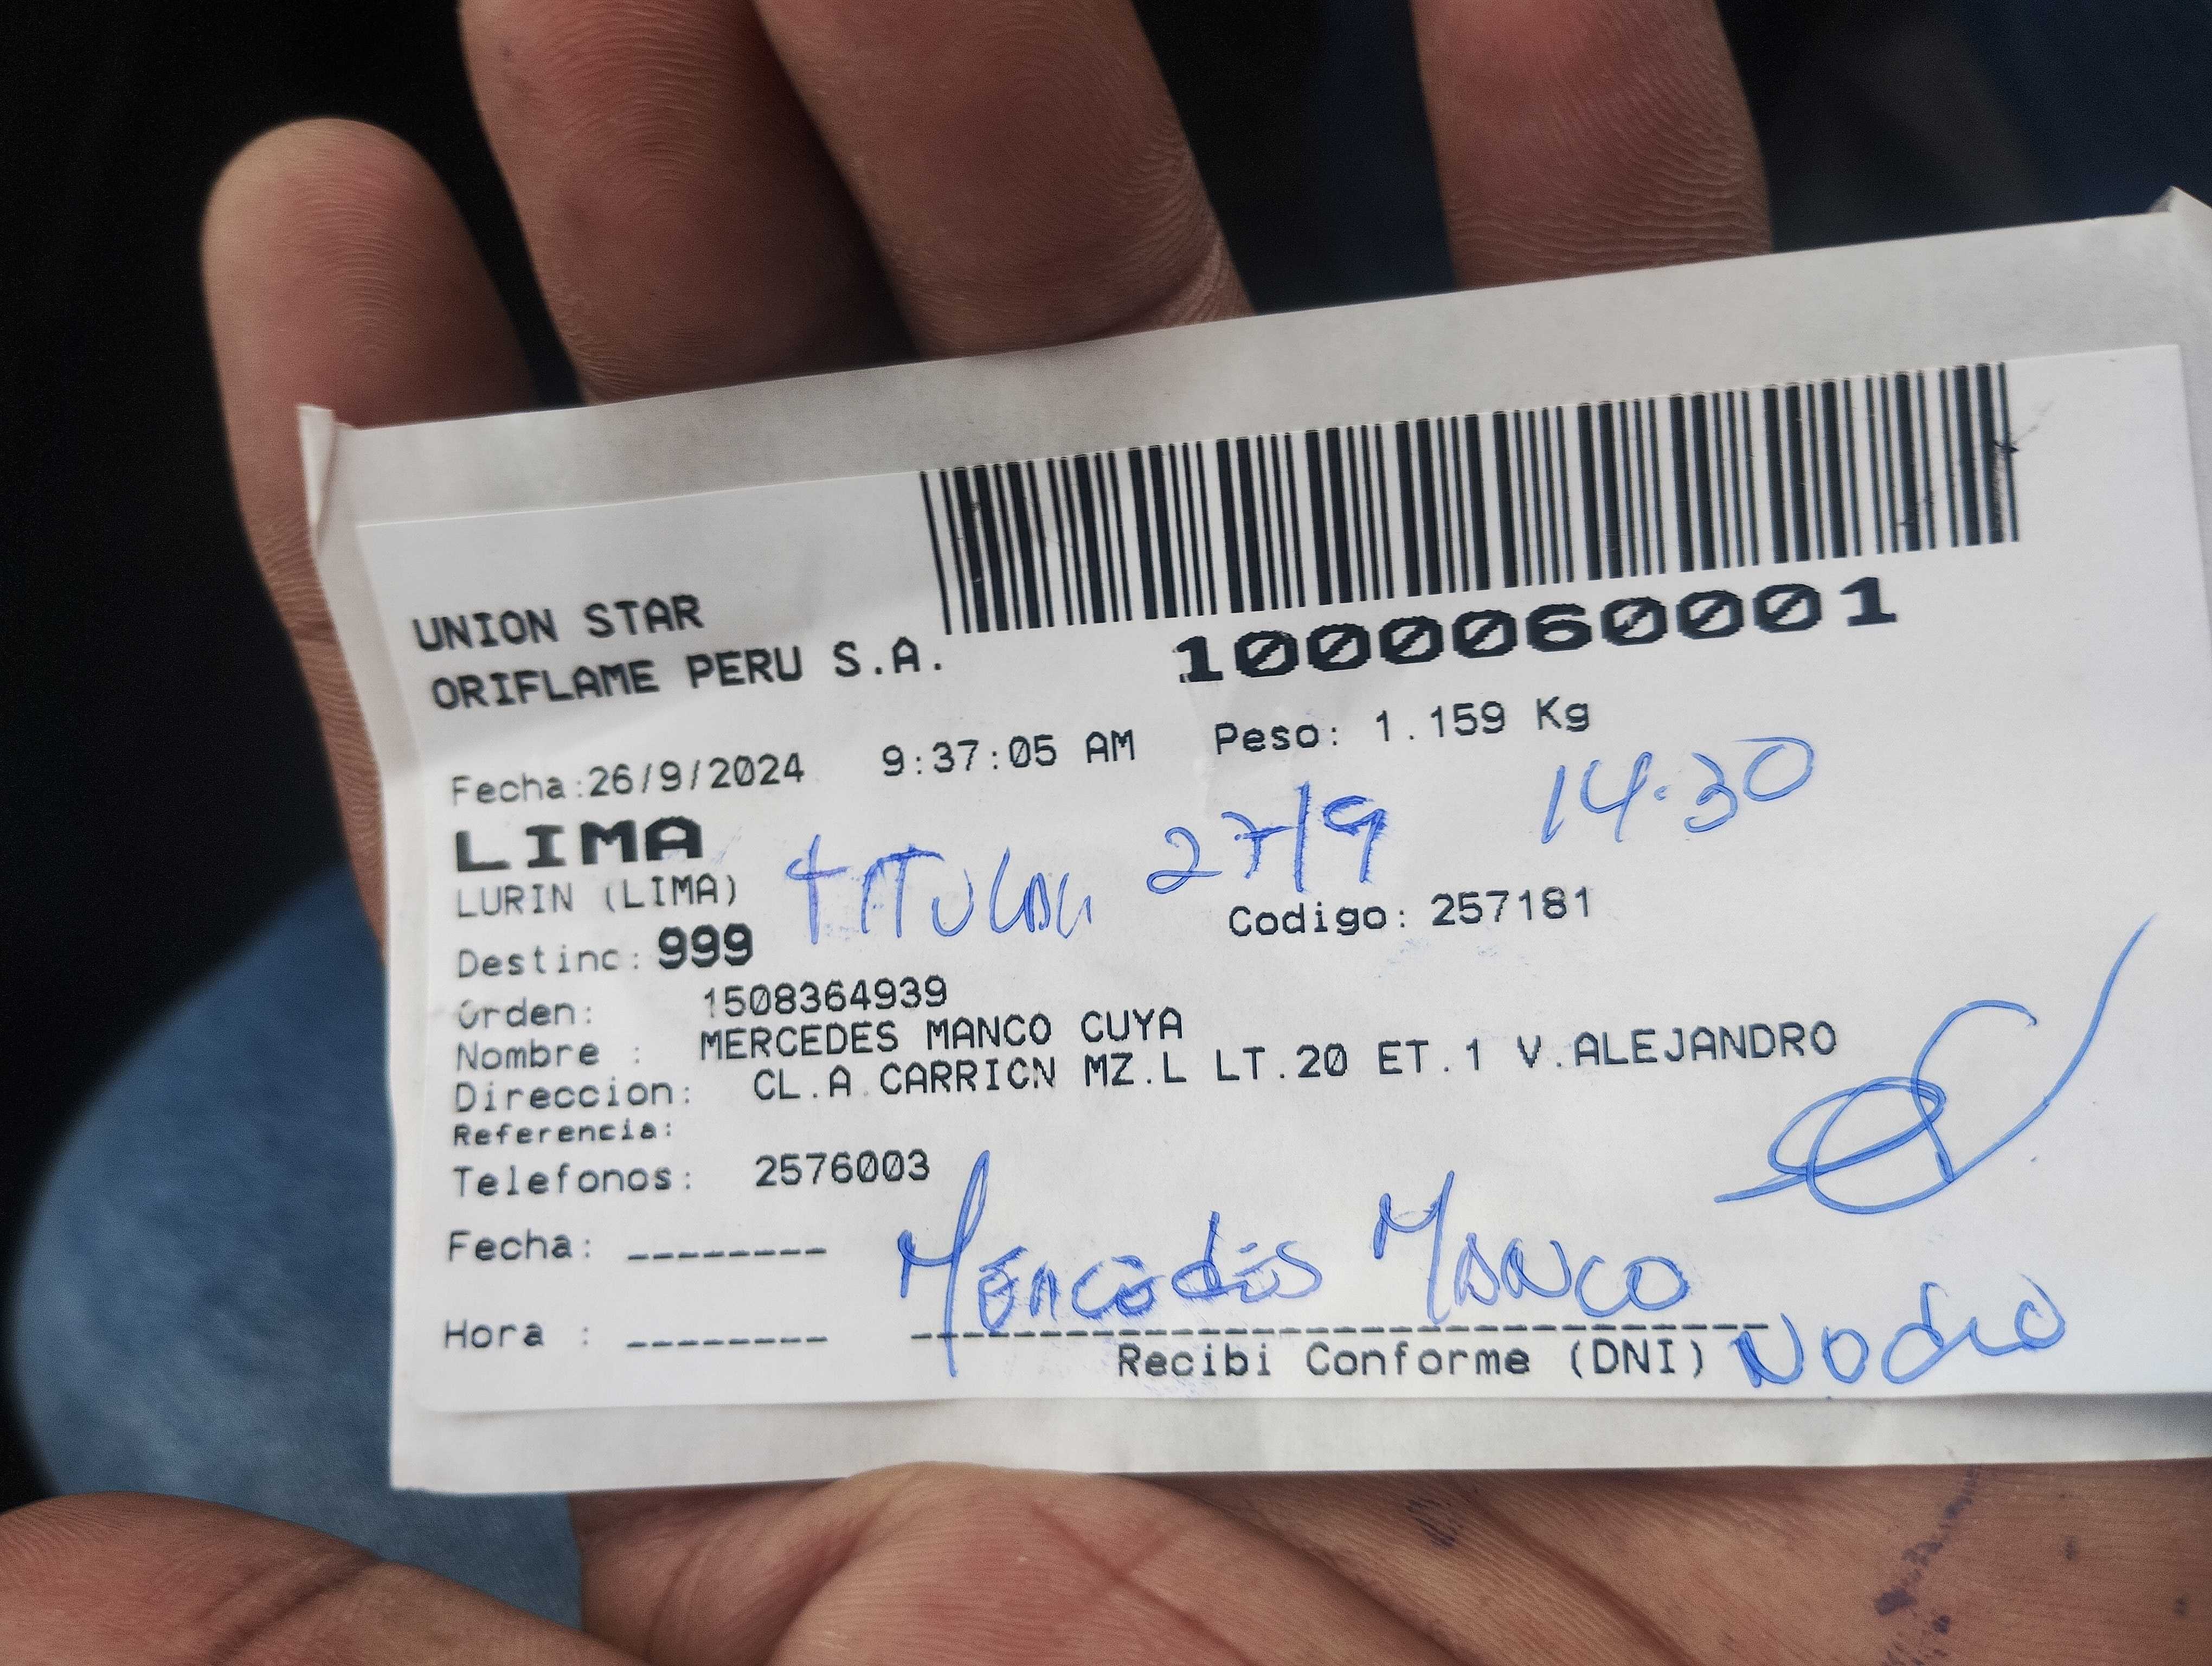 UNION STAR
ORIFLAME PERU S.A.
1000060001
Fecha:26/9/2024 9:37:05 AM Peso: 1.159 Kg
LIMA
TITULAR 27/9 14:30
LURIN (LIMA)
Codigo: 257181
Destino: 999
Orden: 1508364939
Nombre : MERCEDES MANCO CUYA
Direccion: CL.A.CARRION MZ.L LT.20 ET.1 V.ALEJANDRO
Referencia:
Telefonos: 2576003
Fecha: --------
Mercedes Manco
Hora : --------
Recibi Conforme (DNI)